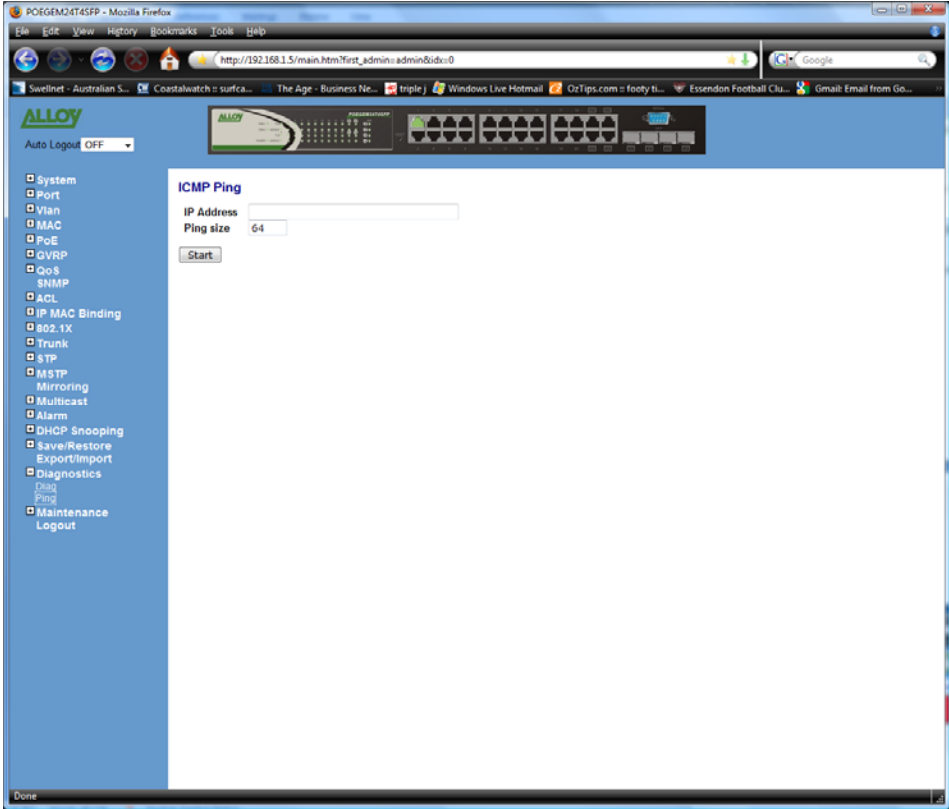 POEGEM24T4SFP - Mozilla Firefox
File Edit View History Bookmarks Tools Help
http://192.168.1.5/main.htm?first_admin=admin&idx=0
Google
Swellnet - Australian S... Coastalwatch :: surfca... The Age - Business Ne... triple j Windows Live Hotmail OzTips.com :: footy ti... Essendon Football Clu... Gmail: Email from Go...
ALLOY
Auto Logout OFF
ALLOY
POEGEM24T4SFP
System
Port
Vlan
MAC
PoE
GVRP
QoS
SNMP
ACL
IP MAC Binding
802.1X
Trunk
STP
MSTP
Mirroring
Multicast
Alarm
DHCP Snooping
Save/Restore
Export/Import
Diagnostics
Diag
Ping
Maintenance
Logout
ICMP Ping
IP Address
Ping size 64
Start
Done